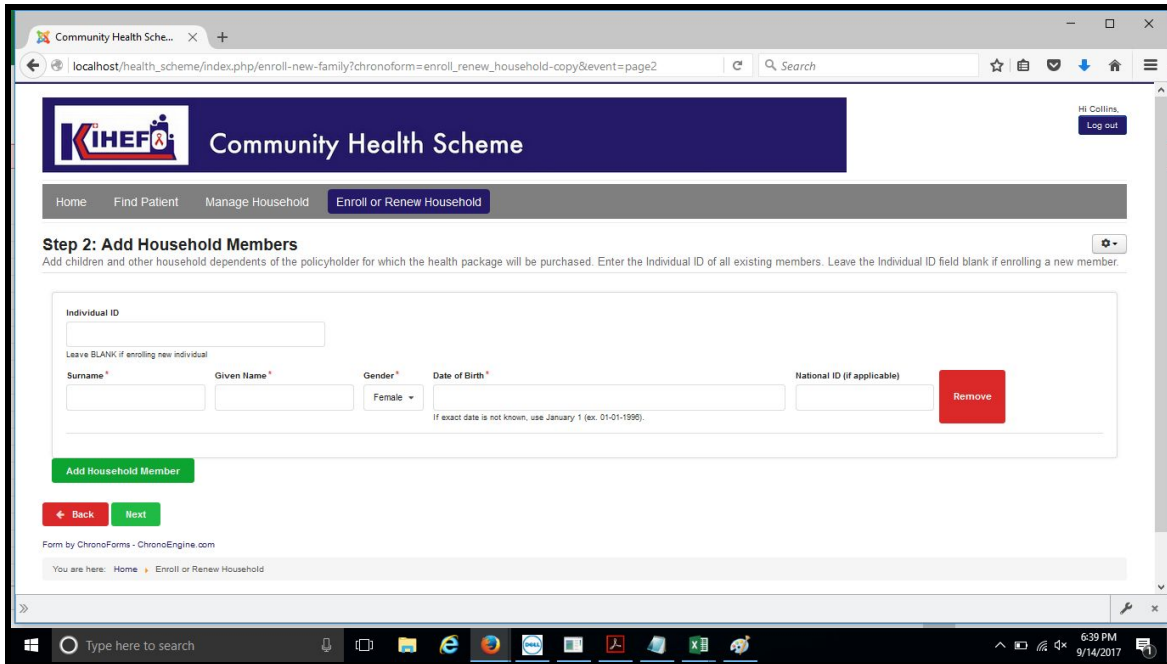 Community Health Sche...
localhost/health_scheme/index.php/enroll-new-family?chronoform=enroll_renew_household-copy&event=page2
Search
KIHEFO
Community Health Scheme
Hi Collins,
Log out
Home Find Patient Manage Household Enroll or Renew Household
Step 2: Add Household Members
Add children and other household dependents of the policyholder for which the health package will be purchased. Enter the Individual ID of all existing members. Leave the Individual ID field blank if enrolling a new member.
Individual ID
Leave BLANK if enrolling new individual
Surname* Given Name* Gender* Date of Birth* National ID (if applicable)
Female
Remove
If exact date is not known, use January 1 (ex. 01-01-1996).
Add Household Member
Back Next
Form by ChronoForms - ChronoEngine.com
You are here: Home Enroll or Renew Household
Type here to search
DELL
6:39 PM
9/14/2017